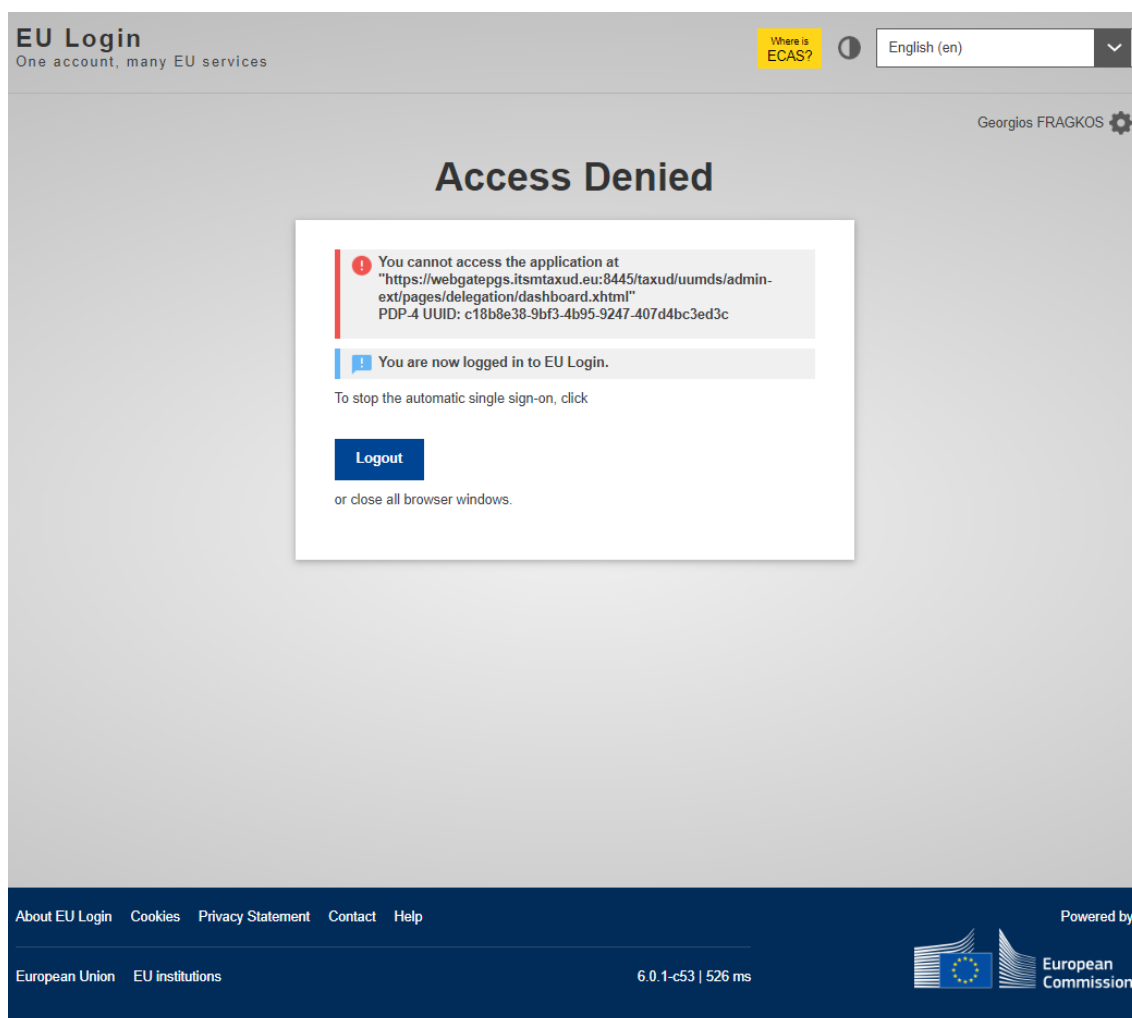 EU Login
One account, many EU services
Where is
ECAS?
English (en)
Georgios FRAGKOS
Access Denied
You cannot access the application at
"https://webgatepgs.itsmtaxud.eu:8445/taxud/uumds/admin-
ext/pages/delegation/dashboard.xhtml"
PDP-4 UUID: c18b8e38-9bf3-4b95-9247-407d4bc3ed3c
You are now logged in to EU Login.
To stop the automatic single sign-on, click
Logout
or close all browser windows.
About EU Login Cookies Privacy Statement Contact Help
Powered by
European Union EU institutions
6.0.1-c53 | 526 ms
European
Commission